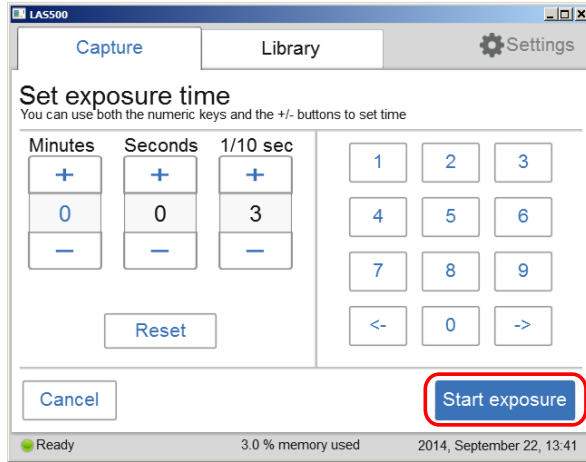 LAS500
Capture Library Settings
Set exposure time
You can use both the numeric keys and the +/- buttons to set time
Minutes Seconds 1/10 sec
+ + +
0 0 3
− − −
1 2 3
4 5 6
7 8 9
<- 0 ->
Reset
Cancel Start exposure
Ready 3.0 % memory used 2014, September 22, 13:41